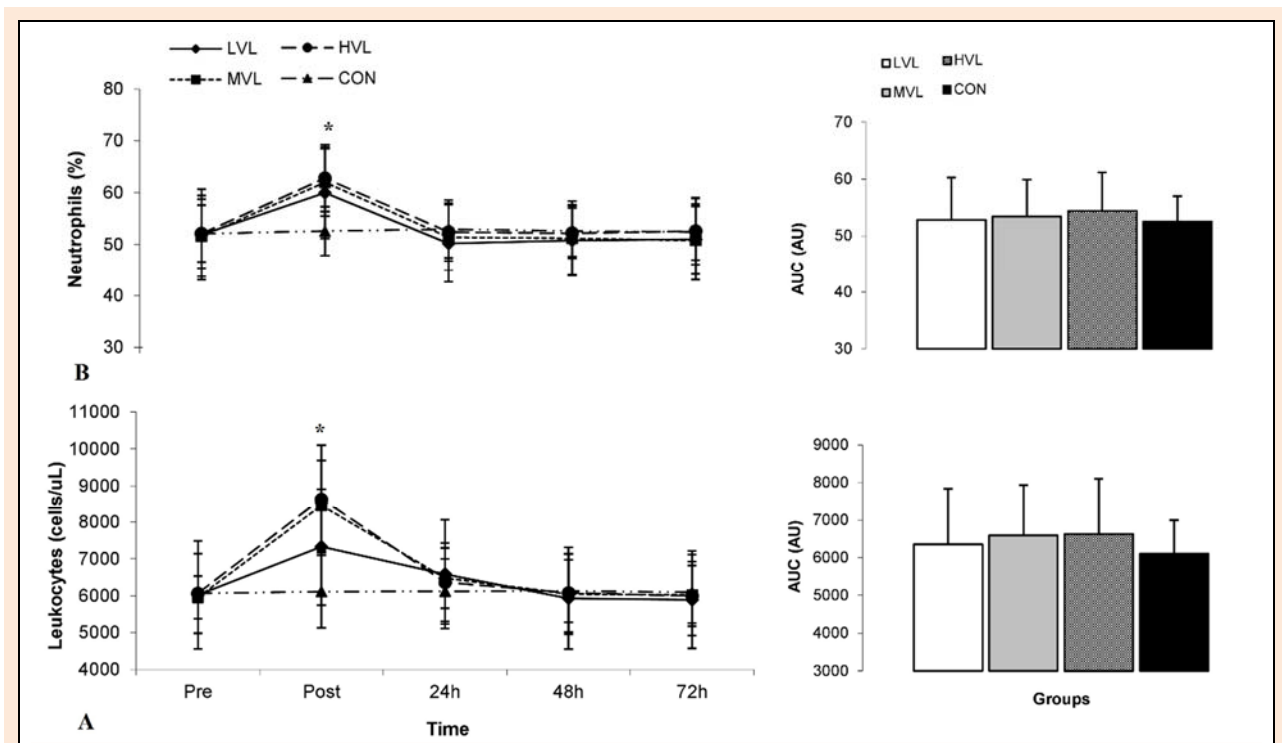 LVL HVL
MVL CON
80
70
60
50
40
30
Neutrophils (%)
*
B
LVL HVL
MVL CON
70
60
50
40
30
AUC (AU)
11000
10000
9000
8000
7000
6000
5000
4000
Leukocytes (cells/uL)
*
Pre Post 24h 48h 72h
Time
A
9000
8000
7000
6000
5000
4000
3000
AUC (AU)
Groups